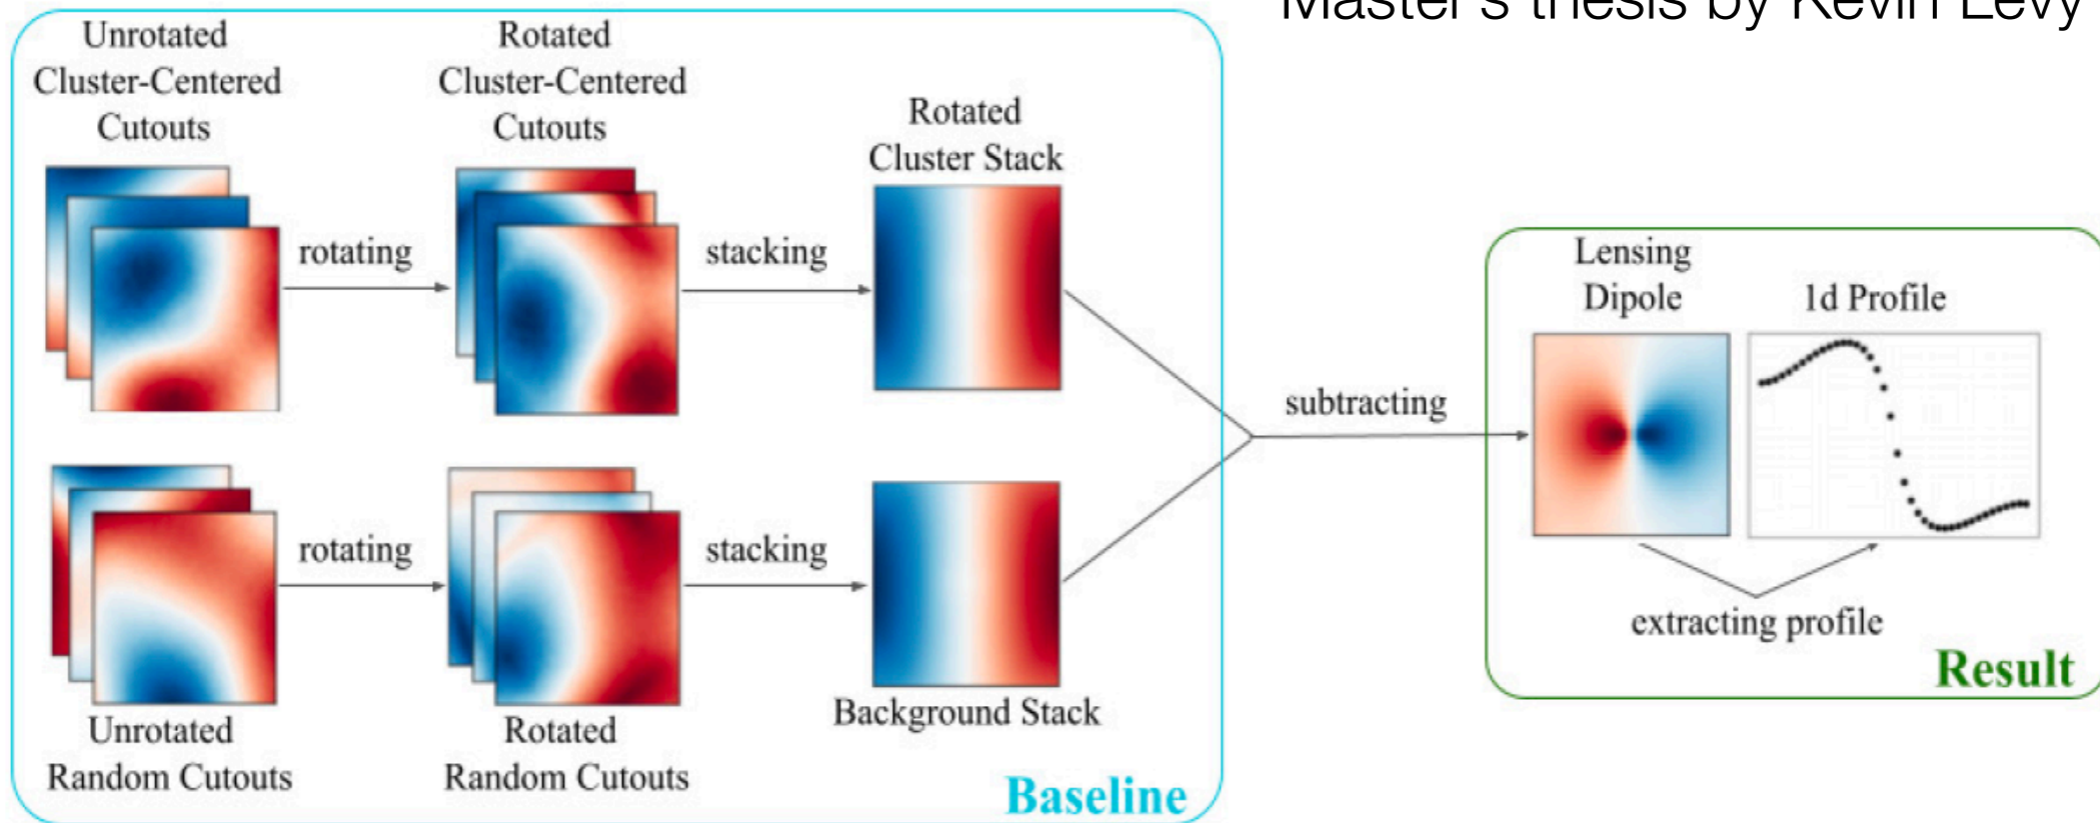 Master's thesis by Kevin Levy
Unrotated
Cluster-Centered
Cutouts
Rotated
Cluster-Centered
Cutouts
Rotated
Cluster Stack
rotating
stacking
Lensing
Dipole
1d Profile
subtracting
rotating
stacking
extracting profile
Result
Unrotated
Random Cutouts
Rotated
Random Cutouts
Background Stack
Baseline